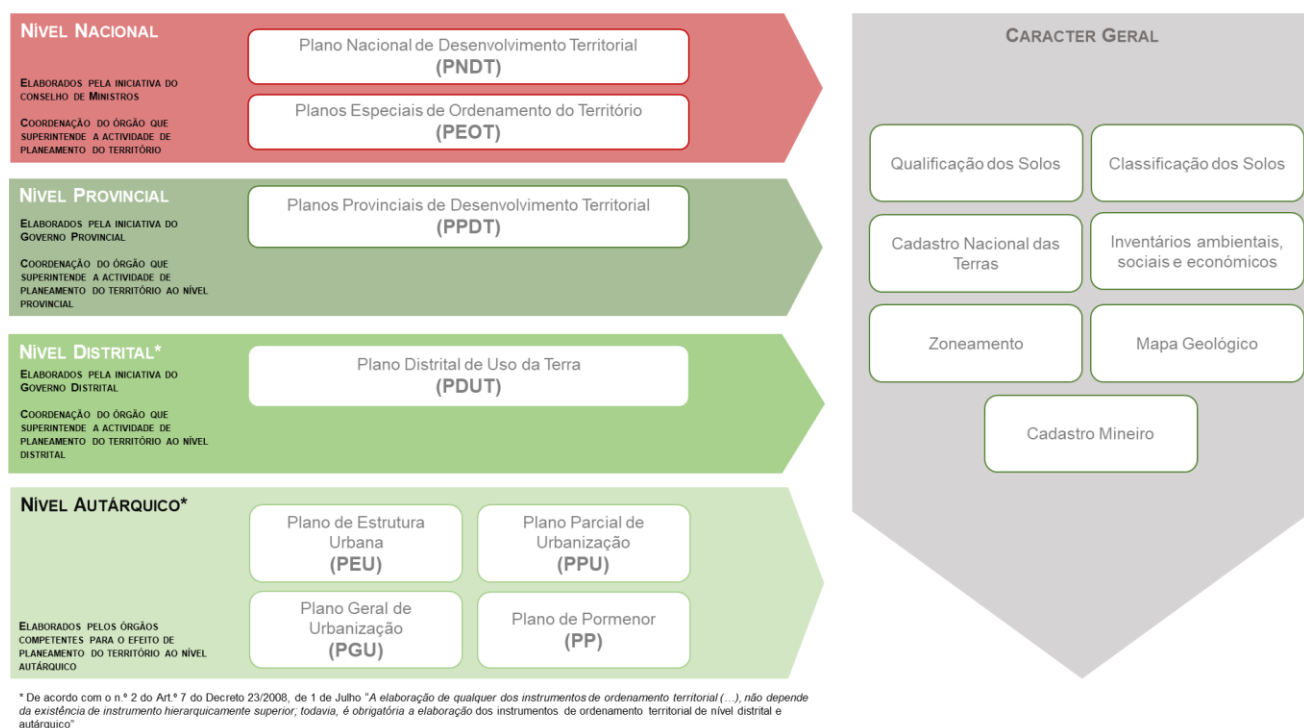 NÍVEL NACIONAL
ELABORADOS PELA INICIATIVA DO
CONSELHO DE MINISTROS
COORDENAÇÃO DO ÓRGÃO QUE
SUPERINTENDE A ACTIVIDADE DE
PLANEAMENTO DO TERRITÓRIO
Plano Nacional de Desenvolvimento Territorial
(PNDT)
Planos Especiais de Ordenamento do Território
(PEOT)
NÍVEL PROVINCIAL
ELABORADOS PELA INICIATIVA DO
GOVERNO PROVINCIAL
COORDENAÇÃO DO ÓRGÃO QUE
SUPERINTENDE A ACTIVIDADE DE
PLANEAMENTO DO TERRITÓRIO AO NÍVEL
PROVINCIAL
Planos Provinciais de Desenvolvimento Territorial
(PPDT)
NÍVEL DISTRITAL*
ELABORADOS PELA INICIATIVA DO
GOVERNO DISTRITAL
COORDENAÇÃO DO ÓRGÃO QUE
SUPERINTENDE A ACTIVIDADE DE
PLANEAMENTO DO TERRITÓRIO AO NÍVEL
DISTRITAL
Plano Distrital de Uso da Terra
(PDUT)
NÍVEL AUTÁRQUICO*
ELABORADOS PELOS ÓRGÃOS
COMPETENTES PARA O EFEITO DE
PLANEAMENTO DO TERRITÓRIO AO NÍVEL
AUTÁRQUICO
Plano de Estrutura
Urbana
(PEU)
Plano Parcial de
Urbanização
(PPU)
Plano Geral de
Urbanização
(PGU)
Plano de Pormenor
(PP)
CARACTER GERAL
Qualificação dos Solos
Classificação dos Solos
Cadastro Nacional das
Terras
Inventários ambientais,
sociais e económicos
Zoneamento
Mapa Geológico
Cadastro Mineiro
* De acordo com o n.º 2 do Art.º 7 do Decreto 23/2008, de 1 de Julho "A elaboração de qualquer dos instrumentos de ordenamento territorial (…), não depende
da existência de instrumento hierarquicamente superior; todavia, é obrigatória a elaboração dos instrumentos de ordenamento territorial de nível distrital e
autárquico"